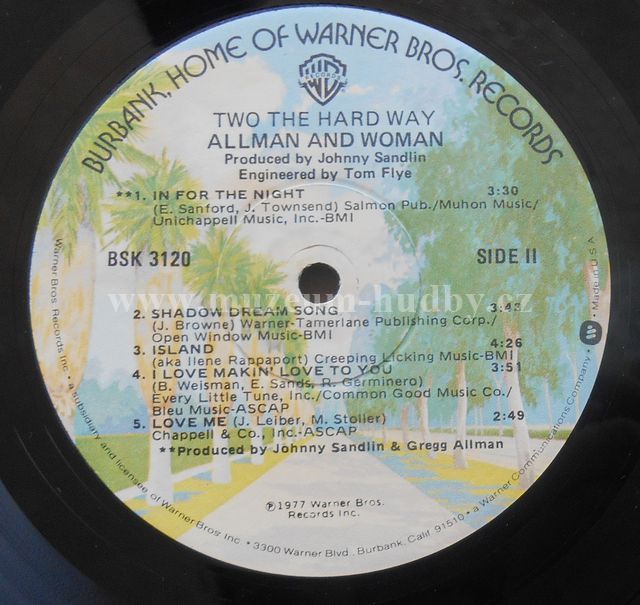 BURBANK, HOME OF WARNER BROS. RECORDS
WB
RECORDS
TWO THE HARD WAY
ALLMAN AND WOMAN
Produced by Johnny Sandlin
Engineered by Tom Flye
**1. IN FOR THE NIGHT 3:30
(E. Sanford, J. Townsend) Salmon Pub./Muhon Music/
Unichappell Music, Inc.-BMI
BSK 3120 SIDE II
www.muzeum-hudby.cz
2. SHADOW DREAM SONG 3:43
(J. Browne) Warner-Tamerlane Publishing Corp./
Open Window Music-BMI
3. ISLAND 4:26
(aka Ilene Rappaport) Creeping Licking Music-BMI
4. I LOVE MAKIN' LOVE TO YOU 3:51
(B. Weisman, E. Sands, R. Germinero)
Every Little Tune, Inc./Common Good Music Co./
Bleu Music-ASCAP
5. LOVE ME (J. Leiber, M. Stoller) 2:49
Chappell & Co., Inc.-ASCAP
**Produced by Johnny Sandlin & Gregg Allman
℗1977 Warner Bros.
Records Inc.
Warner Bros. Records Inc. • a subsidiary and licensee of Warner Bros. Inc. • 3300 Warner Blvd., Burbank, Calif. 91510 • a Warner Communications Company • Made in U.S.A.